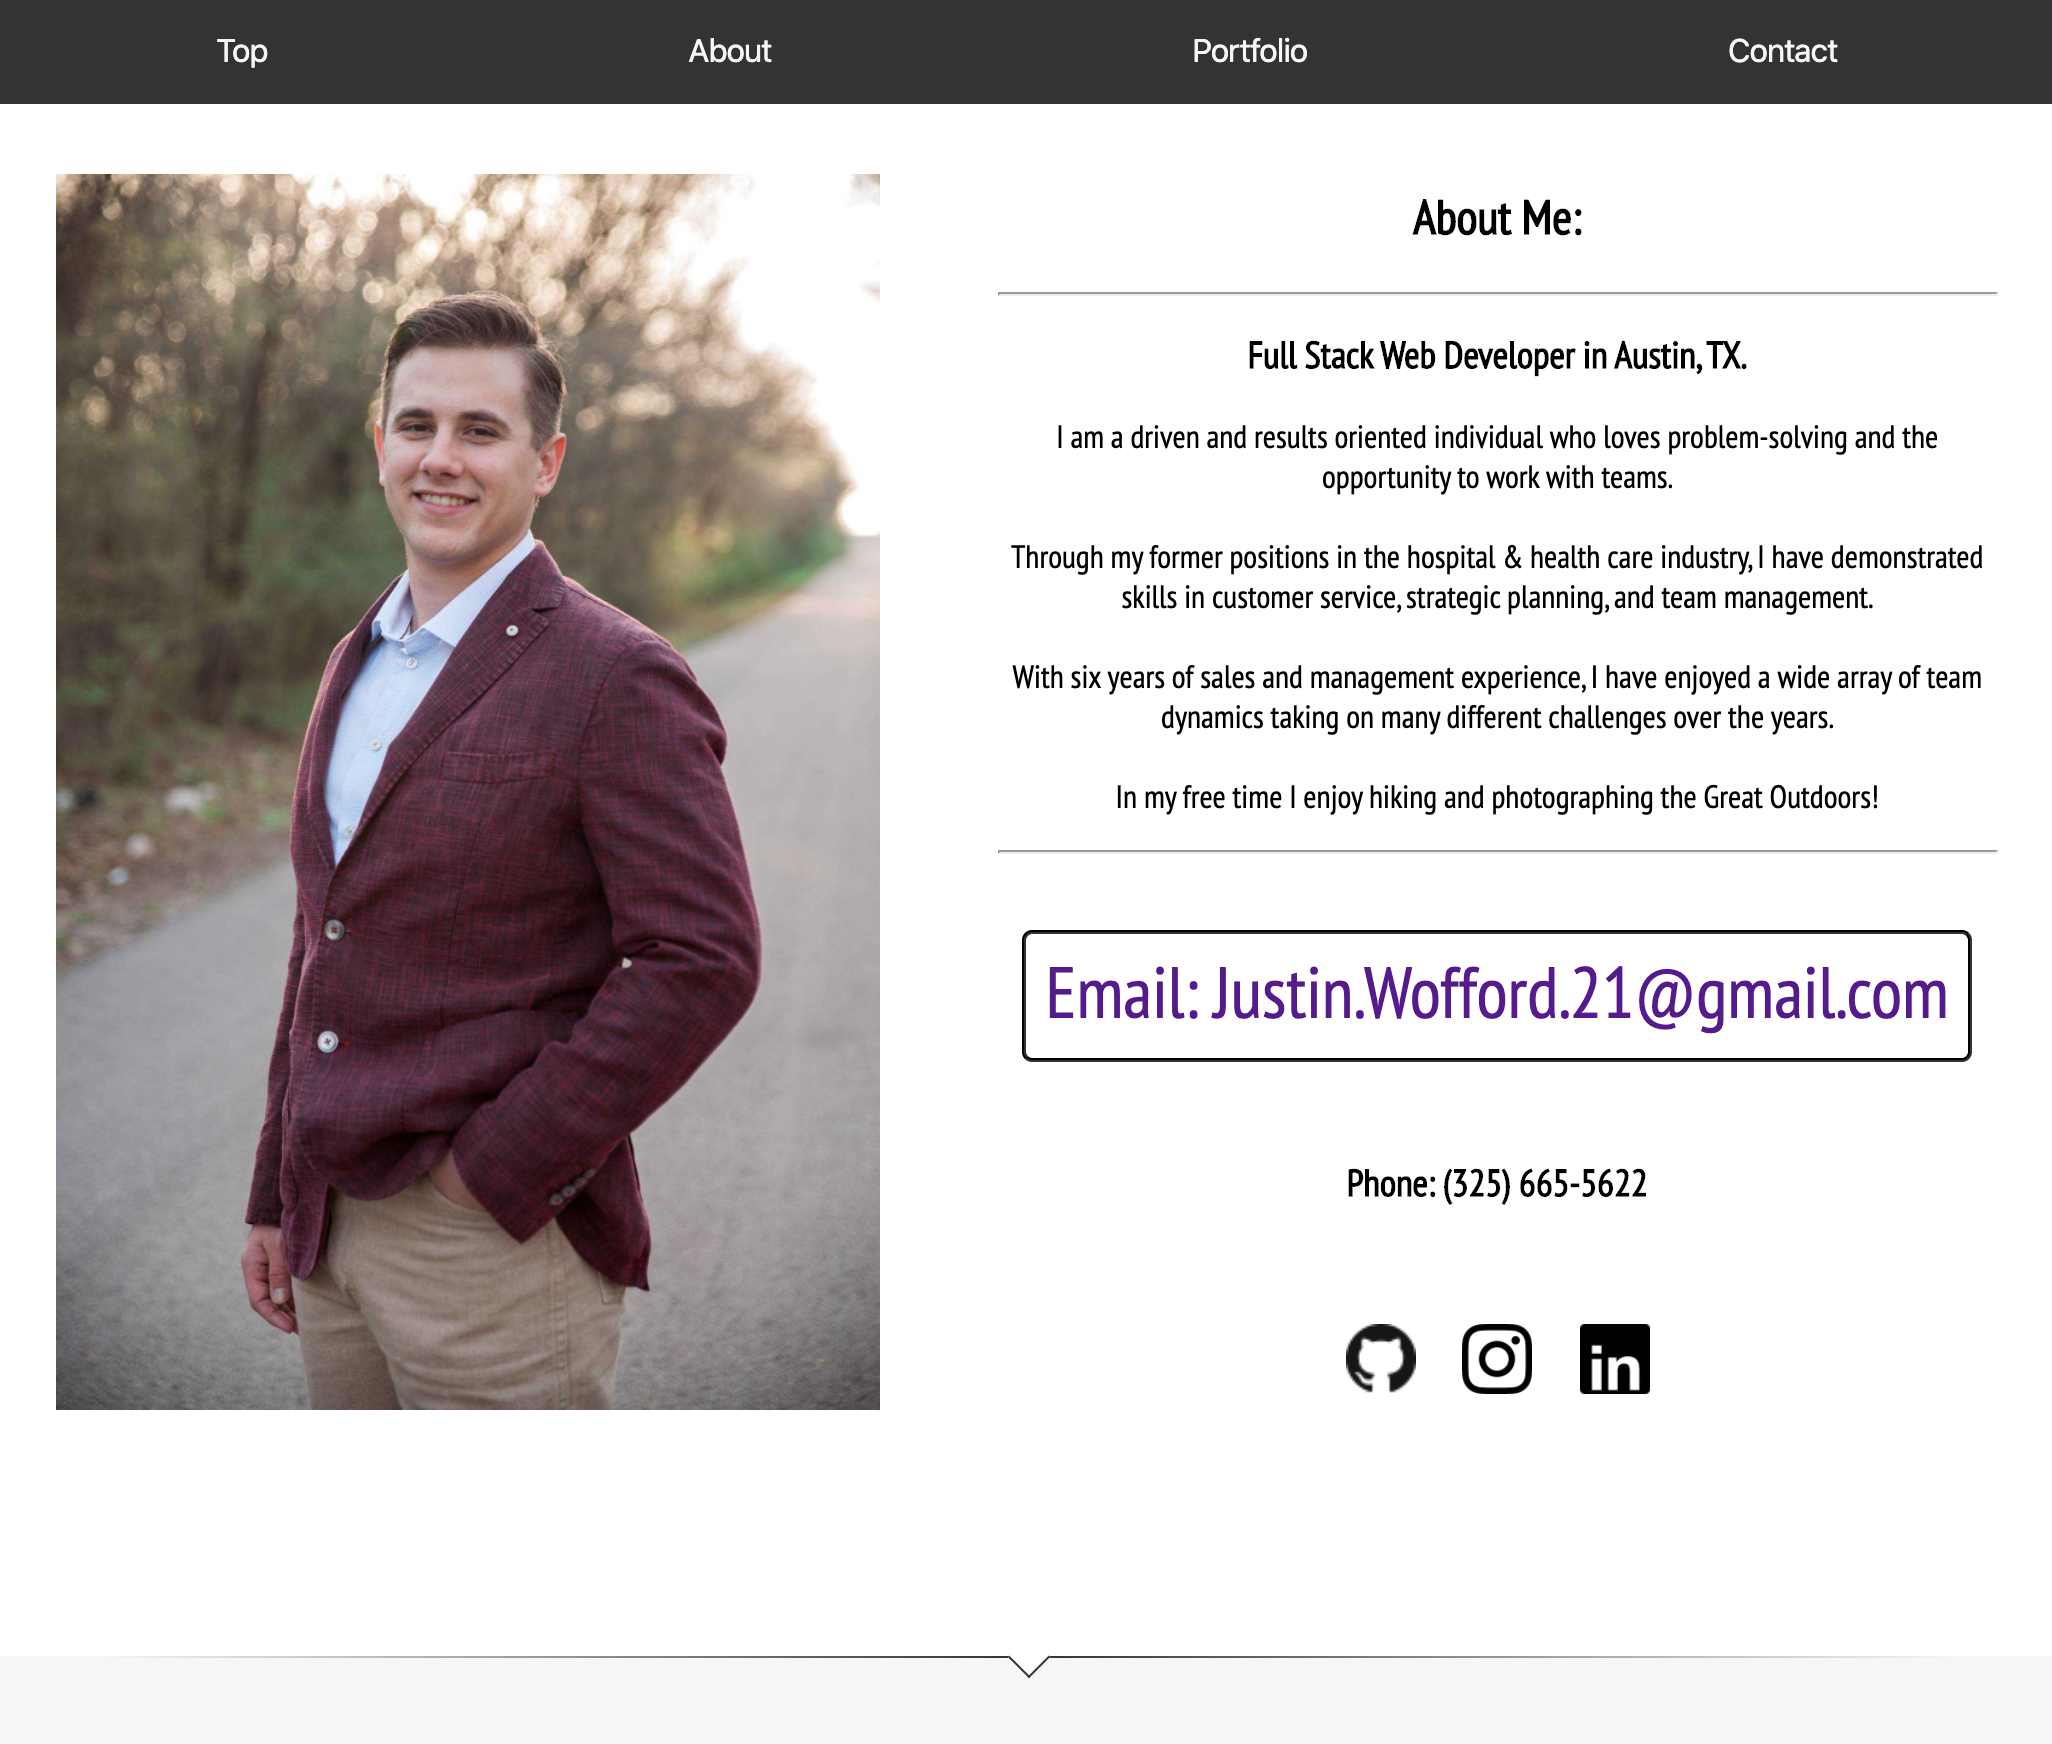 Top About Portfolio Contact
About Me:
Full Stack Web Developer in Austin, TX.
I am a driven and results oriented individual who loves problem-solving and the
opportunity to work with teams.
Through my former positions in the hospital & health care industry, I have demonstrated
skills in customer service, strategic planning, and team management.
With six years of sales and management experience, I have enjoyed a wide array of team
dynamics taking on many different challenges over the years.
In my free time I enjoy hiking and photographing the Great Outdoors!
Email: Justin.Wofford.21@gmail.com
Phone: (325) 665-5622
in